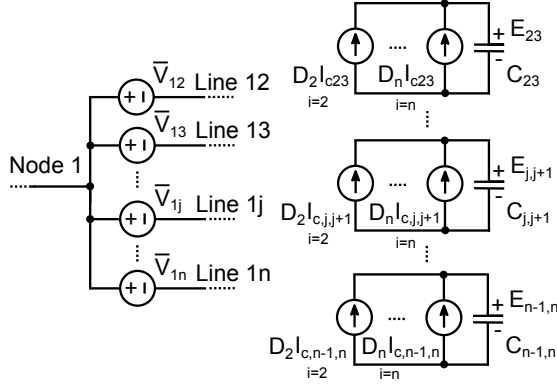 Node 1
+ -
V̅12 Line 12
+ -
V̅13 Line 13
+ -
V̅1j Line 1j
+ -
V̅1n Line 1n
D2Ic23
i=2
DnIc23
i=n
+
E23
-
C23
D2Ic,j,j+1
i=2
DnIc,j,j+1
i=n
+
Ej,j+1
-
Cj,j+1
D2Ic,n-1,n
i=2
DnIc,n-1,n
i=n
+
En-1,n
-
Cn-1,n